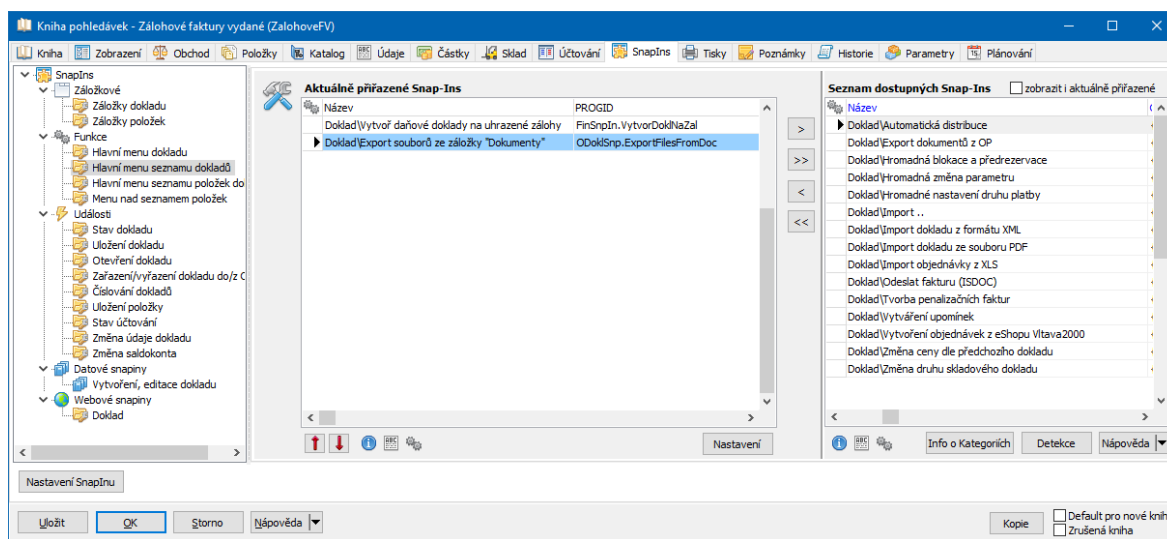 Kniha pohledávek - Zálohové faktury vydané (ZalohoveFV)
Kniha Zobrazení Obchod Položky Katalog Údaje Částky Sklad Účtování SnapIns Tisky Poznámky Historie Parametry Plánování
SnapIns
Záložkové
Záložky dokladu
Záložky položek
Funkce
Hlavní menu dokladu
Hlavní menu seznamu dokladů
Hlavní menu seznamu položek do
Menu nad seznamem položek
Události
Stav dokladu
Uložení dokladu
Otevření dokladu
Zařazení/vyřazení dokladu do/z C
Číslování dokladů
Uložení položky
Stav účtování
Změna údaje dokladu
Změna saldokonta
Datové snapiny
Vytvoření, editace dokladu
Webové snapiny
Doklad
Aktuálně přiřazené Snap-Ins
Název PROGID
Doklad\Vytvoř daňové doklady na uhrazené zálohy FinSnpIn.VytvorDoklNaZal
Doklad\Export souborů ze záložky "Dokumenty" ODoklSnp.ExportFilesFromDoc
>
>>
<
<<
Nastavení
Seznam dostupných Snap-Ins zobrazit i aktuálně přiřazené
Název
Doklad\Automatická distribuce
Doklad\Export dokumentů z OP
Doklad\Hromadná blokace a předrezervace
Doklad\Hromadná změna parametru
Doklad\Hromadné nastavení druhu platby
Doklad\Import ..
Doklad\Import dokladu z formátu XML
Doklad\Import dokladu ze souboru PDF
Doklad\Import objednávky z XLS
Doklad\Odeslat fakturu (ISDOC)
Doklad\Tvorba penalizačních faktur
Doklad\Vytváření upomínek
Doklad\Vytvoření objednávek z eShopu Vltava2000
Doklad\Změna ceny dle předchozího dokladu
Doklad\Změna druhu skladového dokladu
Info o Kategoriích Detekce Nápověda
Nastavení SnapInu
Uložit OK Storno Nápověda Kopie
Default pro nové knih
Zrušená kniha